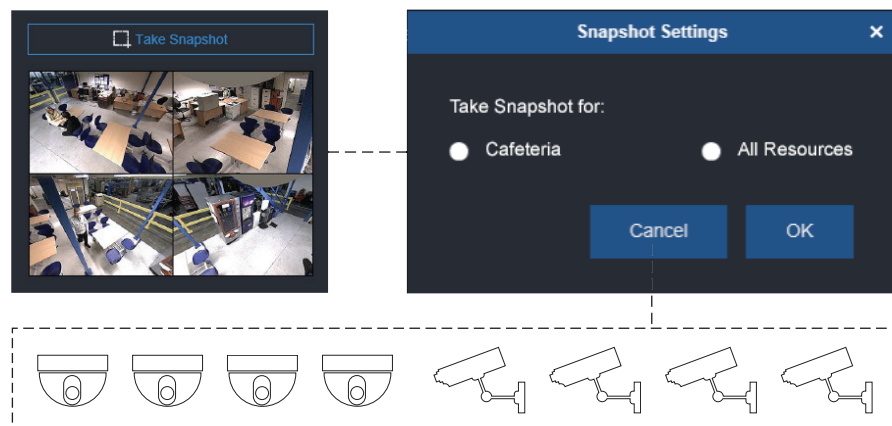 Take Snapshot
Snapshot Settings ×
Take Snapshot for:
Cafeteria All Resources
Cancel OK